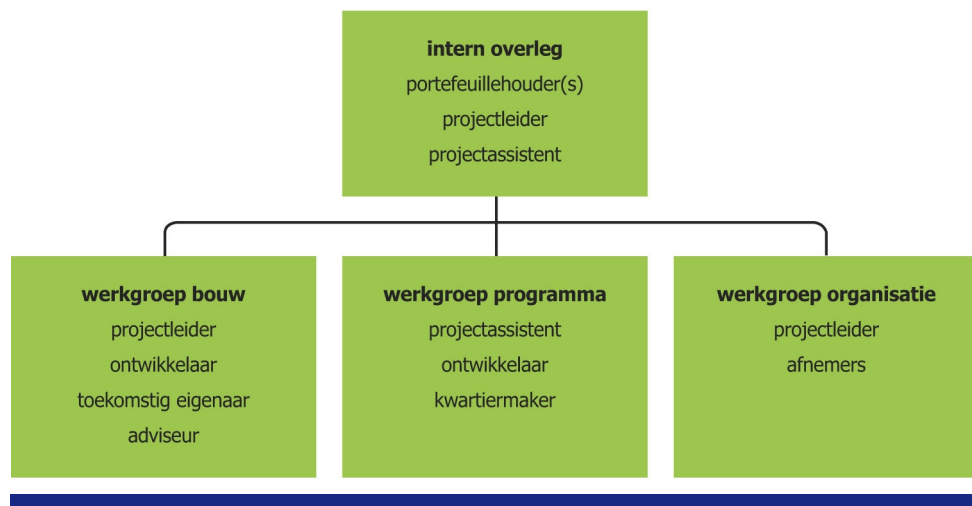 intern overleg
portefeuillehouder(s)
projectleider
projectassistent
werkgroep bouw
projectleider
ontwikkelaar
toekomstig eigenaar
adviseur
werkgroep programma
projectassistent
ontwikkelaar
kwartiermaker
werkgroep organisatie
projectleider
afnemers